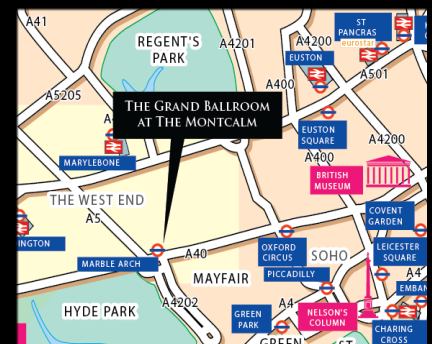 A41
REGENT'S
PARK
A4201
A4200
ST
PANCRAS
eurostar
EUSTON
A501
A5205
A400
THE GRAND BALLROOM
AT THE MONTCALM
EUSTON
SQUARE
A4200
A400
MARYLEBONE
BRITISH
MUSEUM
THE WEST END
A5
COVENT
GARDEN
INGTON
MARBLE ARCH
A40
OXFORD
CIRCUS
SOHO
LEICESTER
SQUARE
MAYFAIR
PICCADILLY
HYDE PARK
A4202
A4
GREEN
PARK
NELSON'S
COLUMN
CHARING
CROSS
GREEN
ST